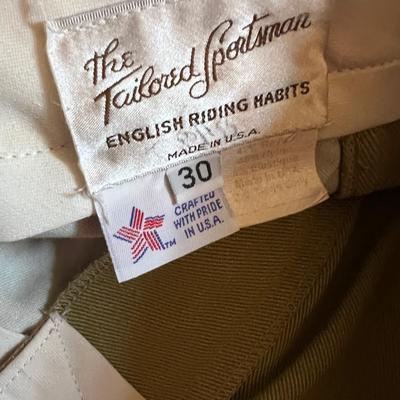 The
Tailored Sportsman
ENGLISH RIDING HABITS
MADE IN U.S.A.
30
CRAFTED
WITH PRIDE
IN U.S.A.
TM